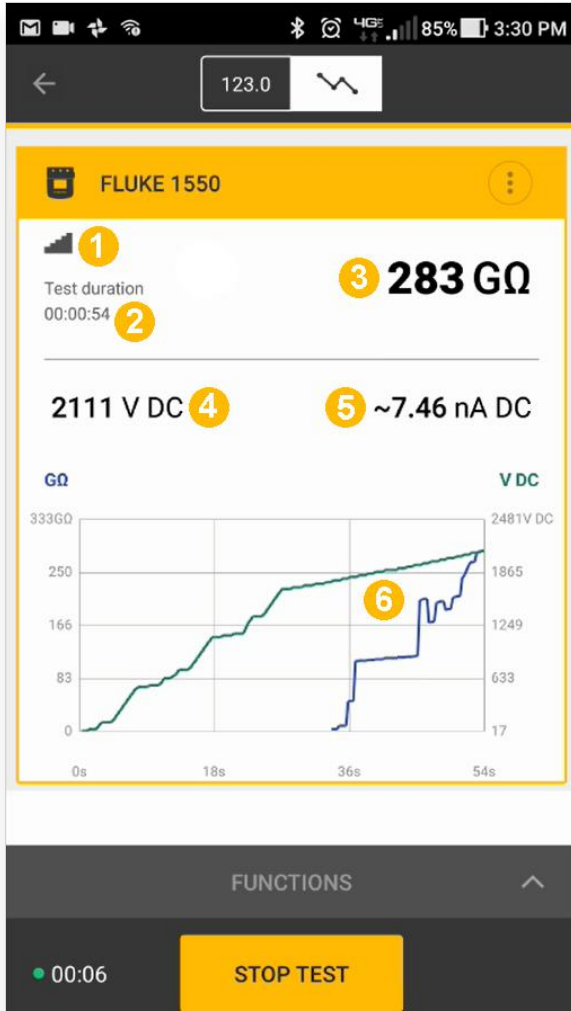 4G 85% 3:30 PM
123.0
FLUKE 1550
1
Test duration
00:00:54 2
3 283 GΩ
2111 V DC 4
5 ~7.46 nA DC
GΩ V DC
333GΩ 2481V DC
250 1865
6
166 1249
83 633
0 17
0s 18s 36s 54s
FUNCTIONS
00:06 STOP TEST